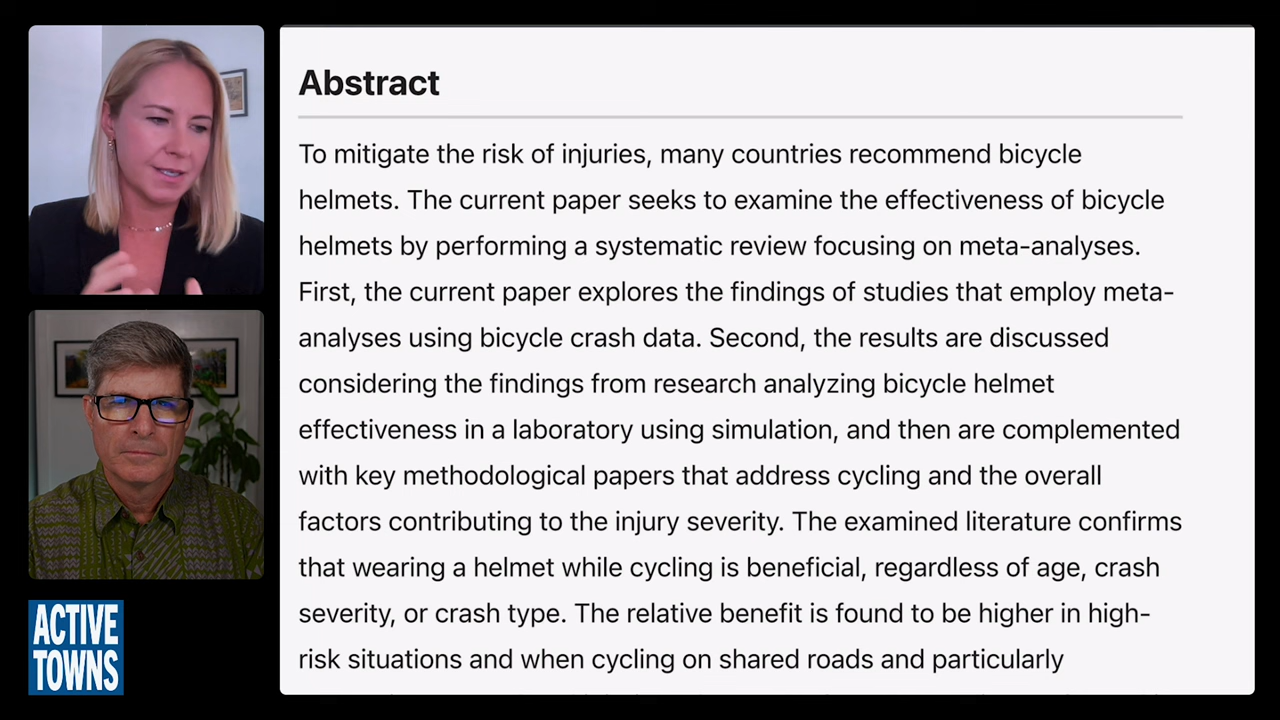 Abstract
To mitigate the risk of injuries, many countries recommend bicycle
helmets. The current paper seeks to examine the effectiveness of bicycle
helmets by performing a systematic review focusing on meta-analyses.
First, the current paper explores the findings of studies that employ meta-
analyses using bicycle crash data. Second, the results are discussed
considering the findings from research analyzing bicycle helmet
effectiveness in a laboratory using simulation, and then are complemented
with key methodological papers that address cycling and the overall
factors contributing to the injury severity. The examined literature confirms
that wearing a helmet while cycling is beneficial, regardless of age, crash
severity, or crash type. The relative benefit is found to be higher in high-
risk situations and when cycling on shared roads and particularly
ACTIVE
TOWNS